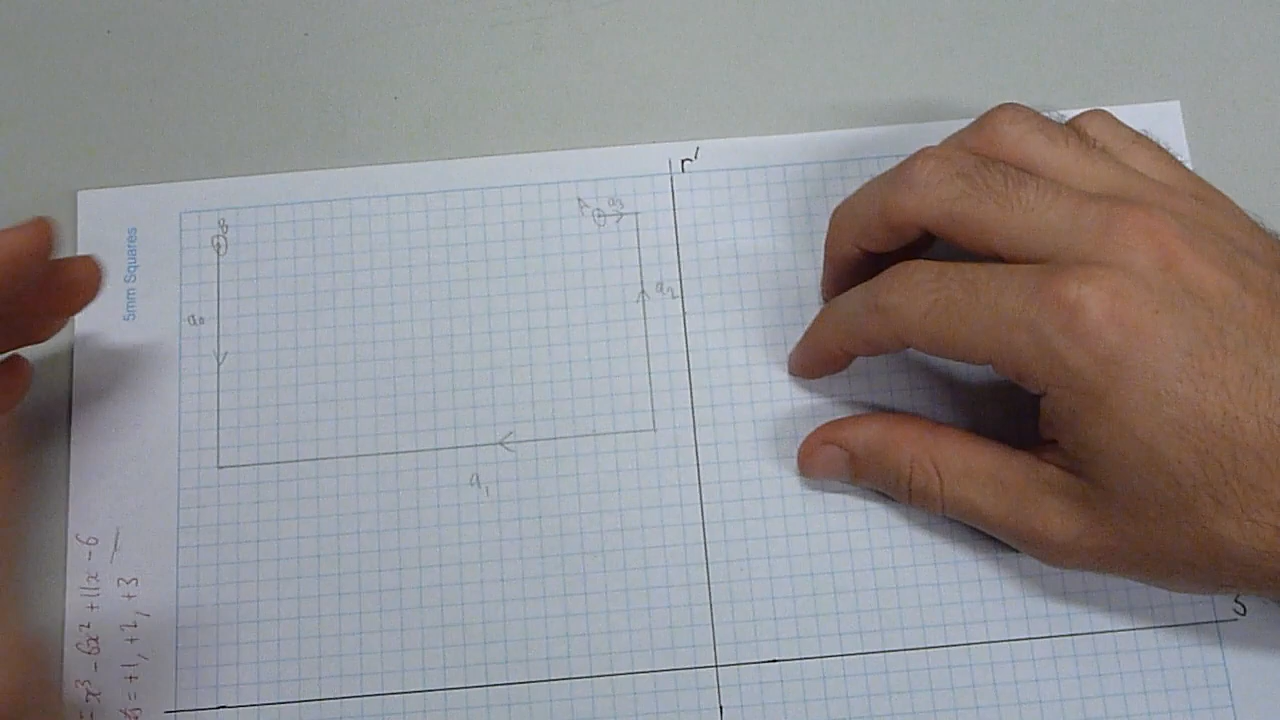 5mm Squares
= x³ - 6x² + 11x - 6
= +1, +2, +3
a₀
a₁
a₂
a₃
r'